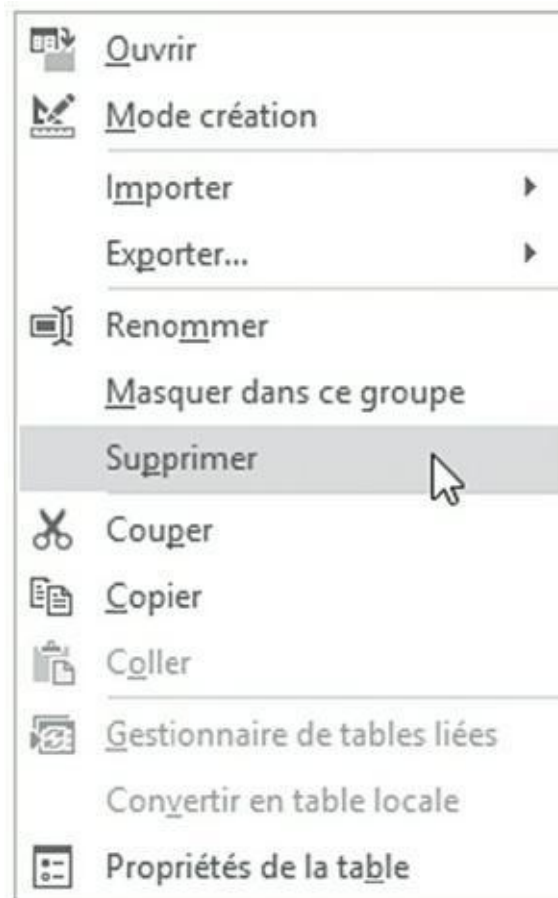 Ouvrir
Mode création
Importer
Exporter...
Renommer
Masquer dans ce groupe
Supprimer
Couper
Copier
Coller
Gestionnaire de tables liées
Convertir en table locale
Propriétés de la table